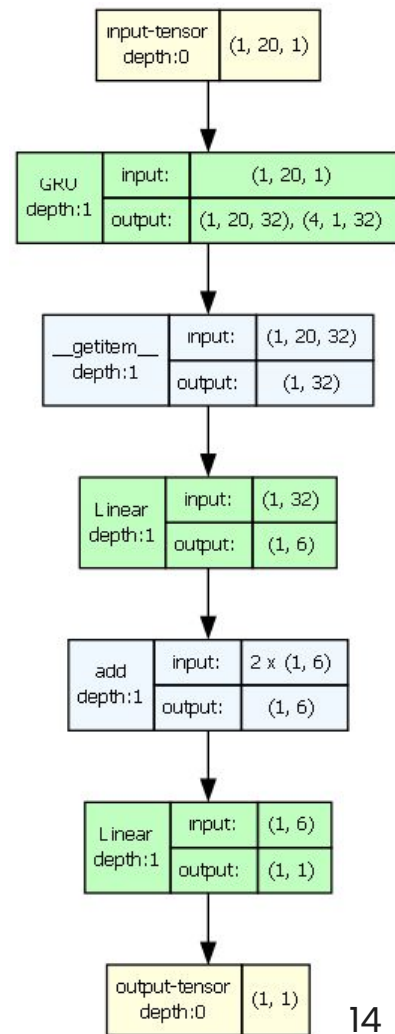 input-tensor
depth:0
(1, 20, 1)
GRU
depth:1
input:
(1, 20, 1)
output:
(1, 20, 32), (4, 1, 32)
__getitem__
depth:1
input:
(1, 20, 32)
output:
(1, 32)
Linear
depth:1
input:
(1, 32)
output:
(1, 6)
add
depth:1
input:
2 x (1, 6)
output:
(1, 6)
Linear
depth:1
input:
(1, 6)
output:
(1, 1)
output-tensor
depth:0
(1, 1)
14